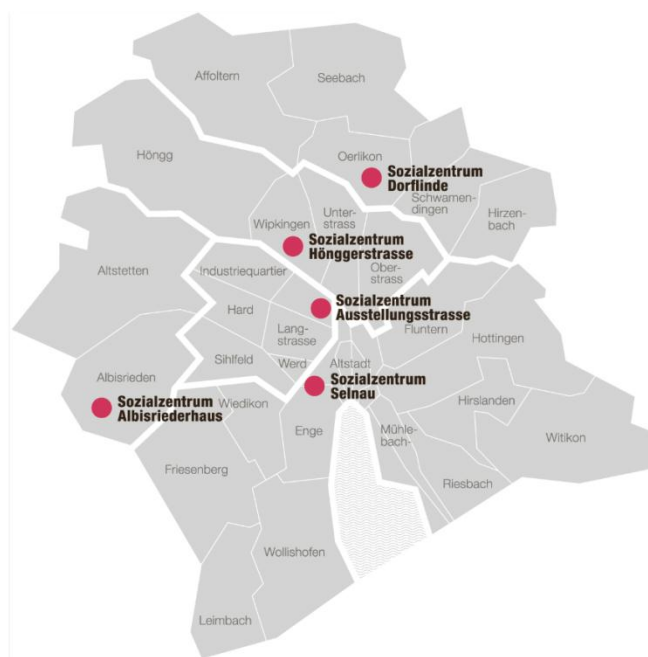 Affoltern
Seebach
Höngg
Oerlikon
Sozialzentrum
Dorflinde
Schwamen-
dingen
Hirzen-
bach
Unter-
strass
Wipkingen
Sozialzentrum
Hönggerstrasse
Altstetten
Industriequartier
Ober-
strass
Hard
Sozialzentrum
Ausstellungsstrasse
Lang-
strasse
Fluntern
Hottingen
Sihlfeld
Werd
Altstadt
Albisrieden
Sozialzentrum
Selnau
Sozialzentrum
Albisriederhaus
Wiedikon
Hirslanden
Enge
Mühle-
bach-
Witikon
Friesenberg
Riesbach
Wollishofen
Leimbach